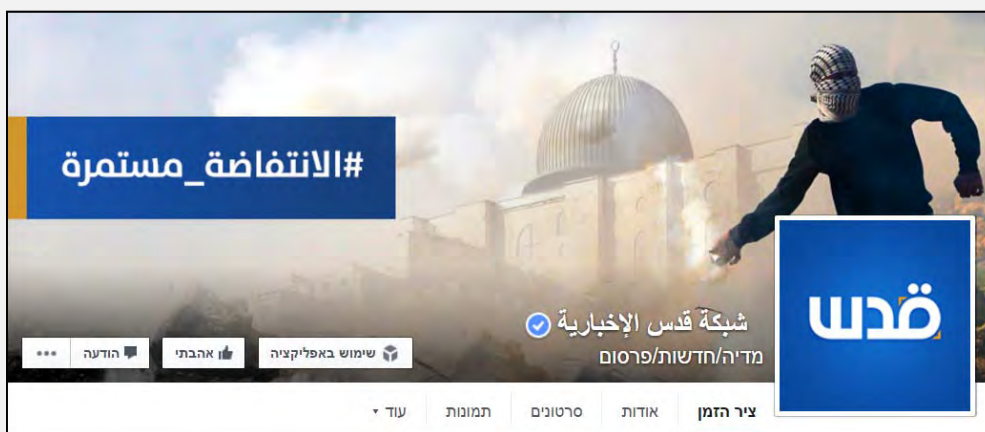 #الانتفاضة_مستمرة
قدس
شبكة قدس الإخبارية
מדיה/חדשות/פרסום
שימוש באפליקציה
אהבתי
הודעה
ציר הזמן
אודות
סרטונים
תמונות
עוד